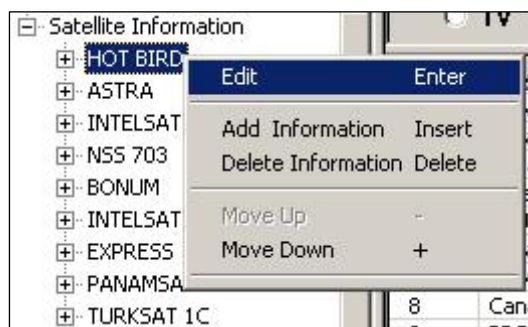 Satellite Information
TV
HOT BIRD
Edit Enter
ASTRA
INTELSAT
Add Information Insert
NSS 703
Delete Information Delete
BONUM
INTELSAT
Move Up -
EXPRESS
Move Down +
PANAMSA
TURKSAT 1C
8 Can